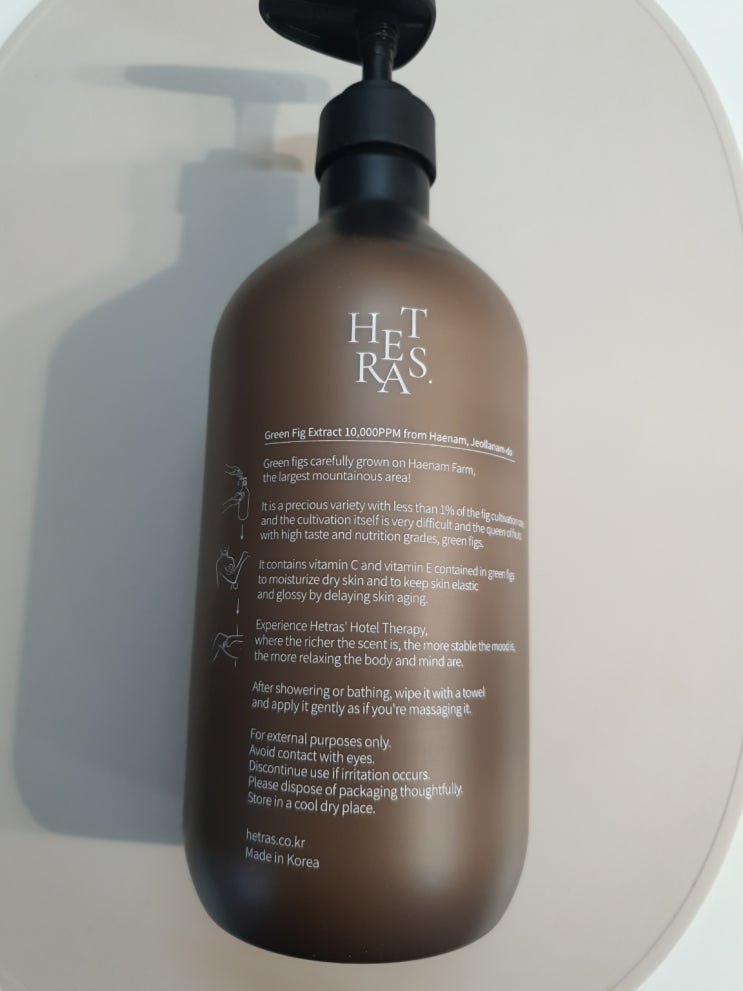 HETRAS.
Green Fig Extract 10,000PPM from Haenam, Jeollanam-do
Green figs carefully grown on Haenam Farm,
the largest mountainous area!
It is a precious variety with less than 1% of the fig cultivation
and the cultivation itself is very difficult and the queen of fruits
with high taste and nutrition grades, green figs.
It contains vitamin C and vitamin E contained in green figs
to moisturize dry skin and to keep skin elastic
and glossy by delaying skin aging.
Experience Hetras' Hotel Therapy,
where the richer the scent is, the more stable the mood is,
the more relaxing the body and mind are.
After showering or bathing, wipe it with a towel
and apply it gently as if you're massaging it.
For external purposes only.
Avoid contact with eyes.
Discontinue use if irritation occurs.
Please dispose of packaging thoughtfully.
Store in a cool dry place.
hetras.co.kr
Made in Korea